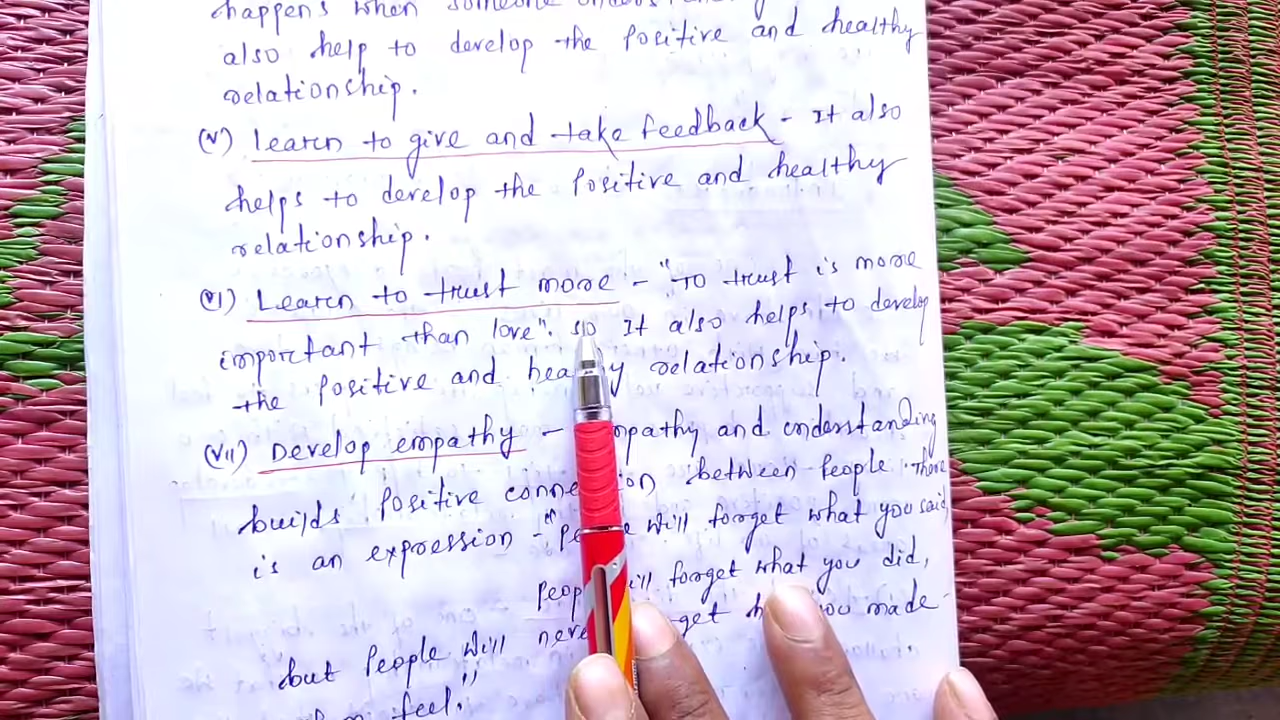 happens when someone
also help to develop the positive and healthy
relationship.
(V) Learn to give and take feedback - It also
helps to develop the positive and healthy
relationship.
(VI) Learn to trust more - "To trust is more
important than love". so It also helps to develop
the positive and healthy relationship.
(VII) Develop empathy - Empathy and understanding
builds positive connection between people. There
is an expression - "People will forget what you said,
People will forget what you did,
but people will never forget how you made
feel."